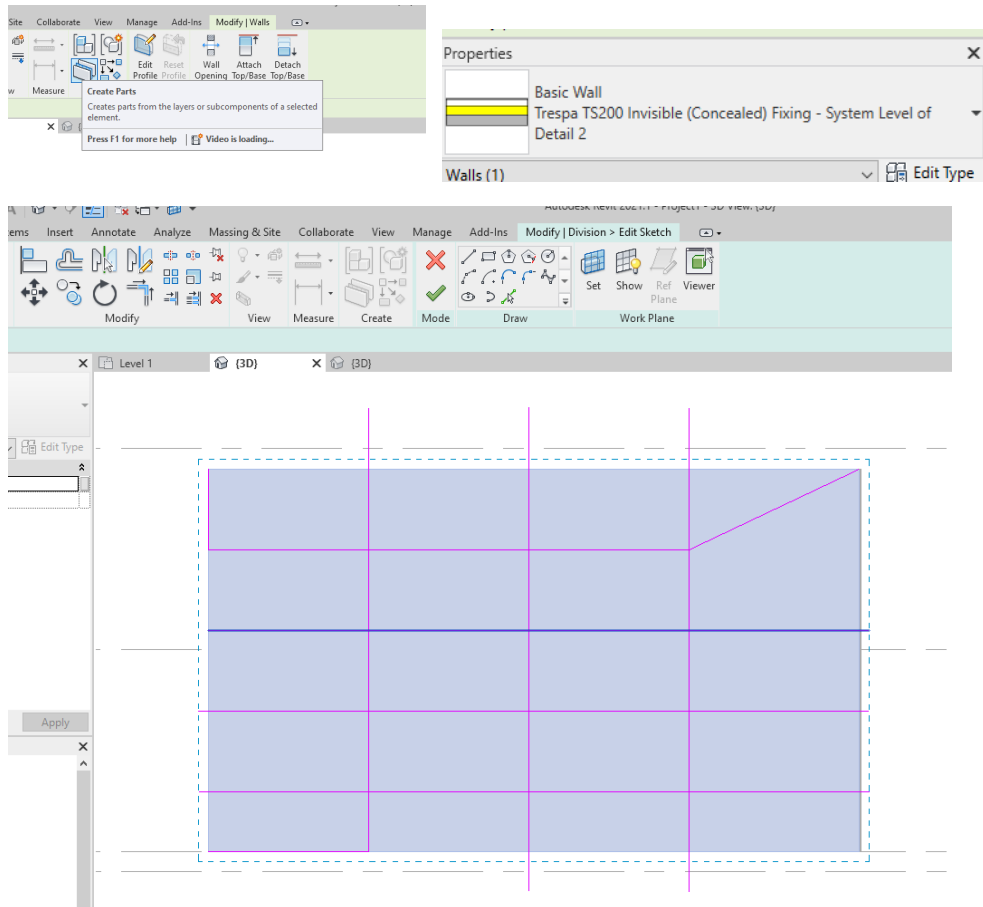 Site Collaborate View Manage Add-Ins Modify | Walls
Edit Profile
Reset Profile
Wall Opening
Attach Top/Base
Detach Top/Base
Measure
Create Parts
Creates parts from the layers or subcomponents of a selected
element.
Press F1 for more help Video is loading...
Properties
Basic Wall
Trespa TS200 Invisible (Concealed) Fixing - System Level of
Detail 2
Walls (1) Edit Type
Autodesk Revit 2021.1 - Project1 - 3D View: {3D}
Insert Annotate Analyze Massing & Site Collaborate View Manage Add-Ins Modify | Division > Edit Sketch
Set Show Ref Plane Viewer
Modify View Measure Create Mode Draw Work Plane
Level 1 {3D} {3D}
Edit Type
Apply